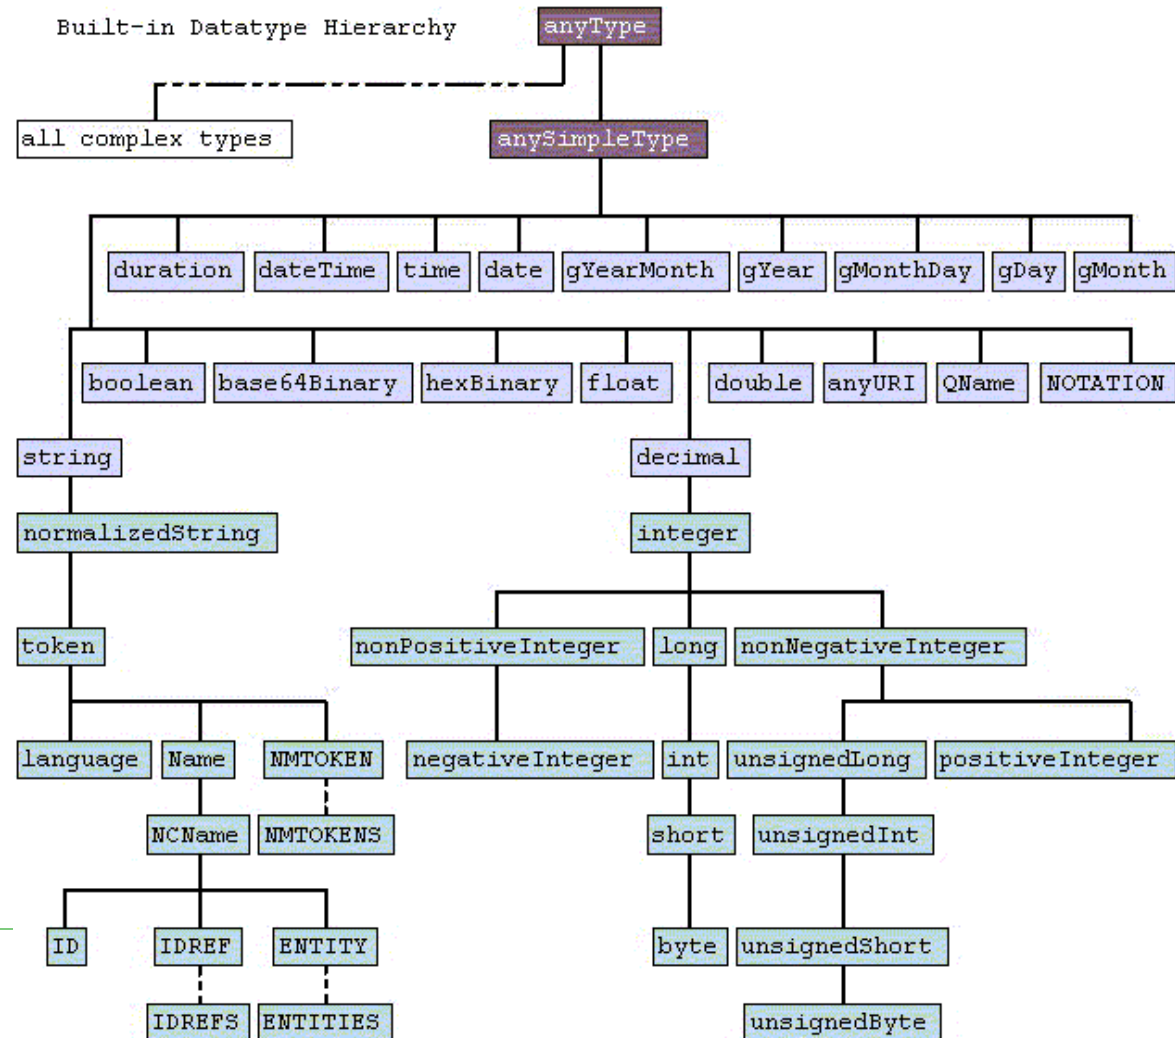 Built-in Datatype Hierarchy
anyType
all complex types
anySimpleType
duration
dateTime
time
date
gYearMonth
gYear
gMonthDay
gDay
gMonth
boolean
base64Binary
hexBinary
float
double
anyURI
QName
NOTATION
string
decimal
normalizedString
integer
token
nonPositiveInteger
long
nonNegativeInteger
language
Name
NMTOKEN
negativeInteger
int
unsignedLong
positiveInteger
NCName
NMTOKENS
short
unsignedInt
ID
IDREF
ENTITY
byte
unsignedShort
IDREFS
ENTITIES
unsignedByte